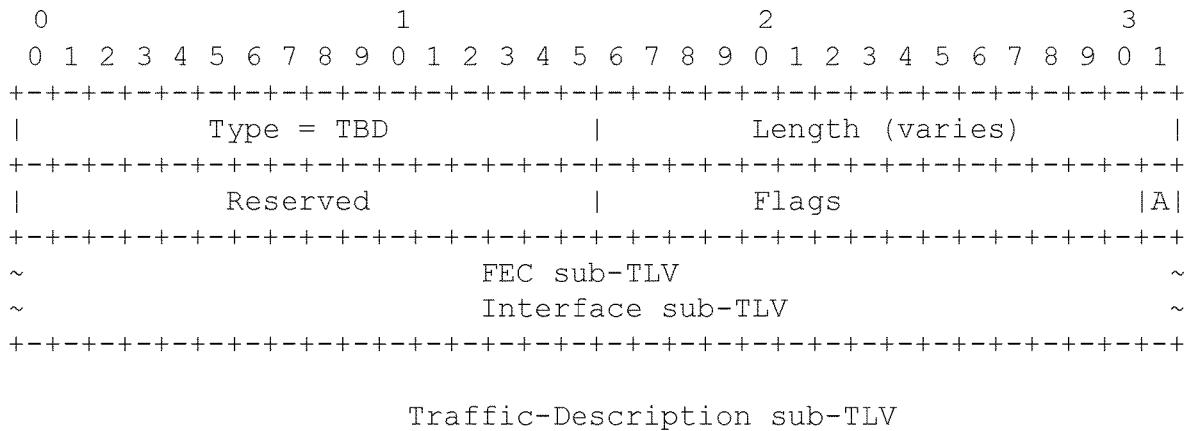 0                   1                   2                   3
0 1 2 3 4 5 6 7 8 9 0 1 2 3 4 5 6 7 8 9 0 1 2 3 4 5 6 7 8 9 0 1
+-+-+-+-+-+-+-+-+-+-+-+-+-+-+-+-+-+-+-+-+-+-+-+-+-+-+-+-+-+-+-+-+
|          Type = TBD           |        Length (varies)        |
+-+-+-+-+-+-+-+-+-+-+-+-+-+-+-+-+-+-+-+-+-+-+-+-+-+-+-+-+-+-+-+-+
|           Reserved            |        Flags                |A|
+-+-+-+-+-+-+-+-+-+-+-+-+-+-+-+-+-+-+-+-+-+-+-+-+-+-+-+-+-+-+-+-+
~                         FEC sub-TLV                           ~
~                         Interface sub-TLV                     ~
+-+-+-+-+-+-+-+-+-+-+-+-+-+-+-+-+-+-+-+-+-+-+-+-+-+-+-+-+-+-+-+-+
Traffic-Description sub-TLV